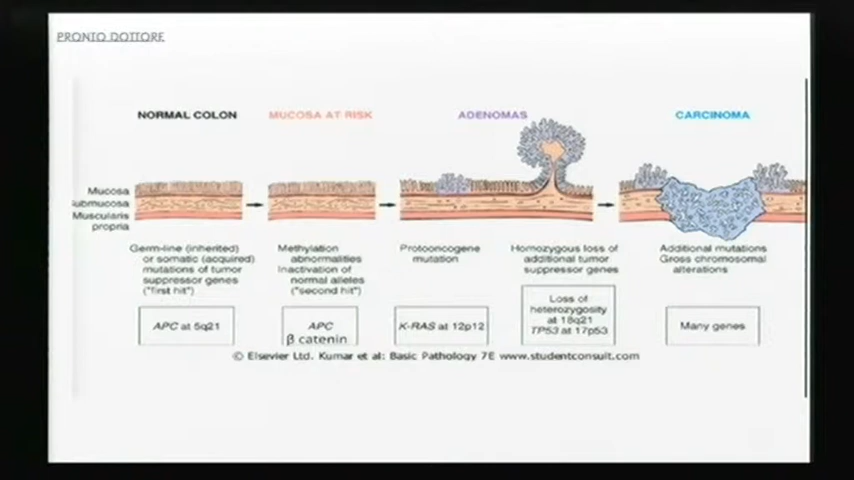 PRONTO DOTTORE
NORMAL COLON
MUCOSA AT RISK
ADENOMAS
CARCINOMA
Mucosa
Submucosa
Muscularis
propria
Germ-line (inherited)
or somatic (acquired)
mutations of tumor
suppressor genes
("first hit")
Methylation
abnormalities
Inactivation of
normal alleles
("second hit")
Protooncogene
mutation
Homozygous loss of
additional tumor
suppressor genes
Additional mutations
Gross chromosomal
alterations
APC at 5q21
APC
β catenin
K-RAS at 12p12
Loss of
heterozygosity
at 18q21
TP53 at 17p53
Many genes
© Elsevier Ltd. Kumar et al: Basic Pathology 7E www.studentconsult.com